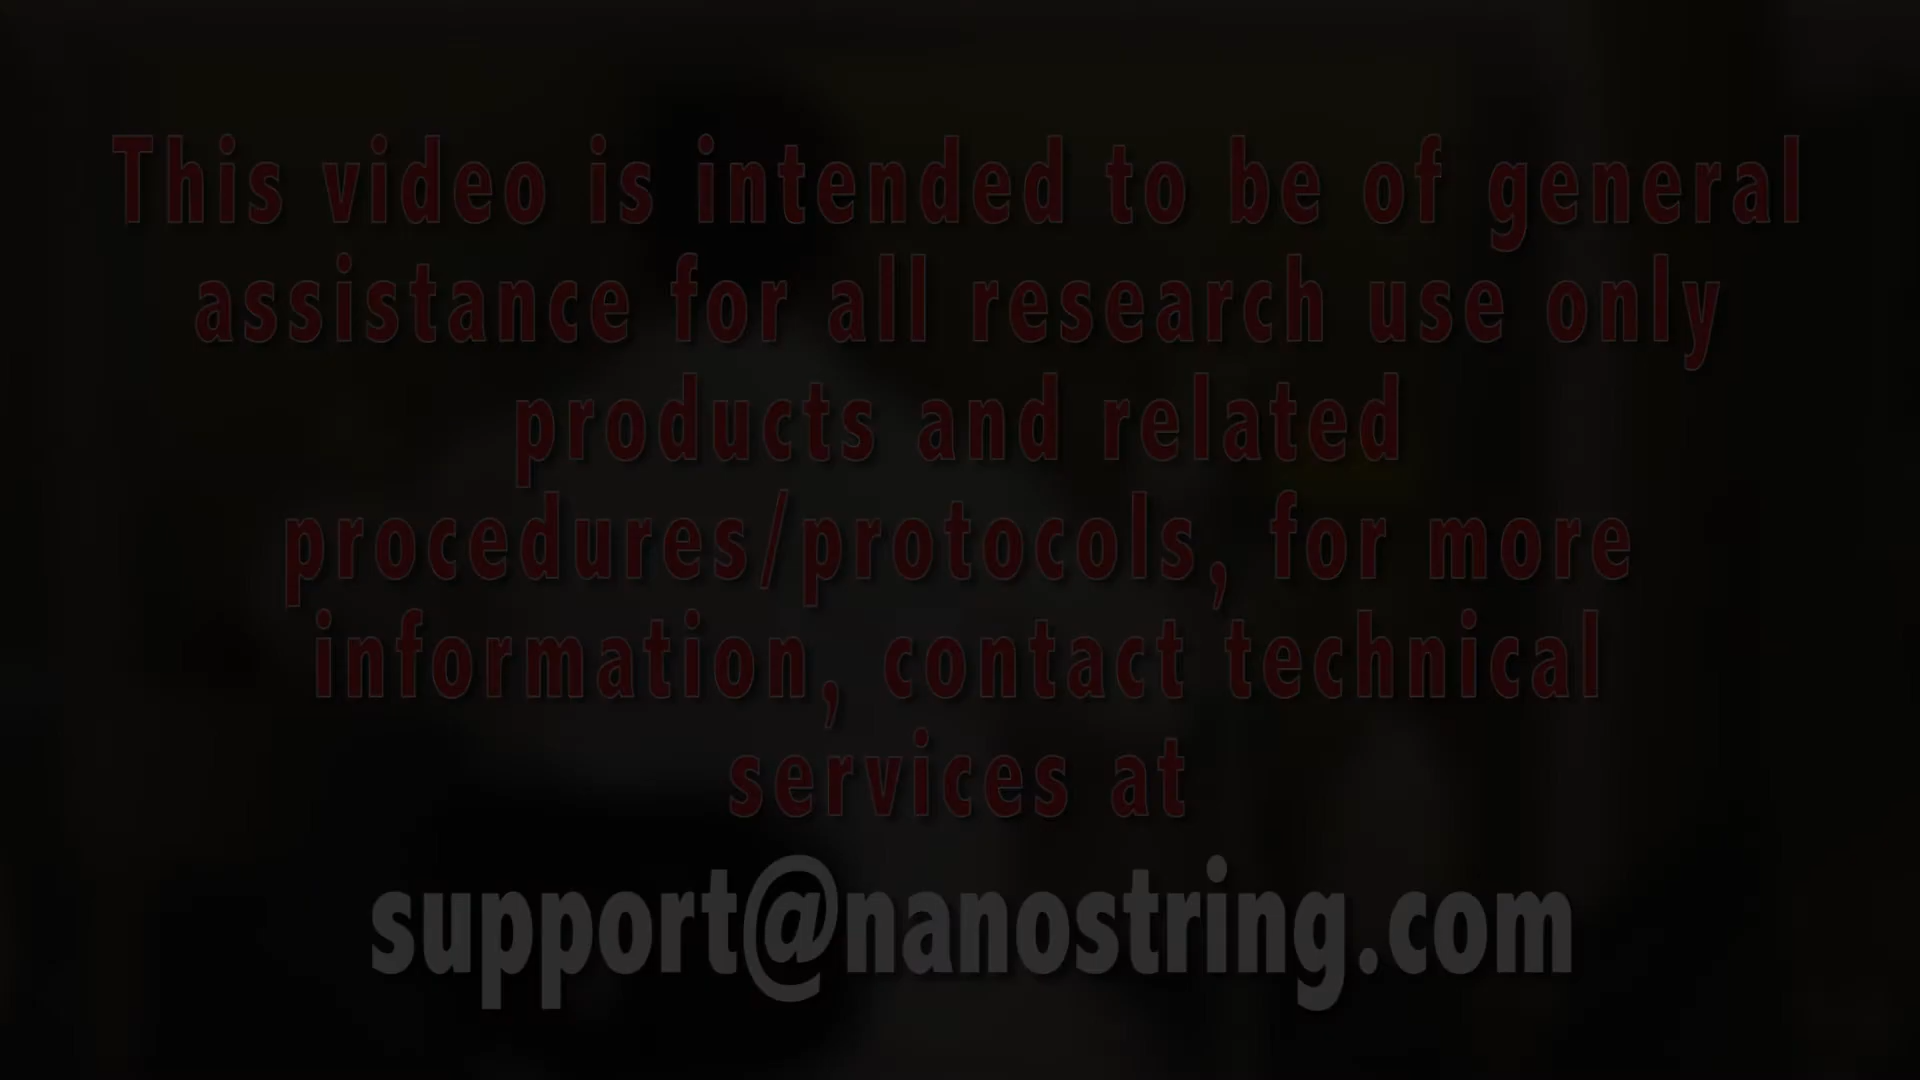 This video is intended to be of general
assistance for all research use only
products and related
procedures/protocols, for more
information, contact technical
services at
support@nanostring.com